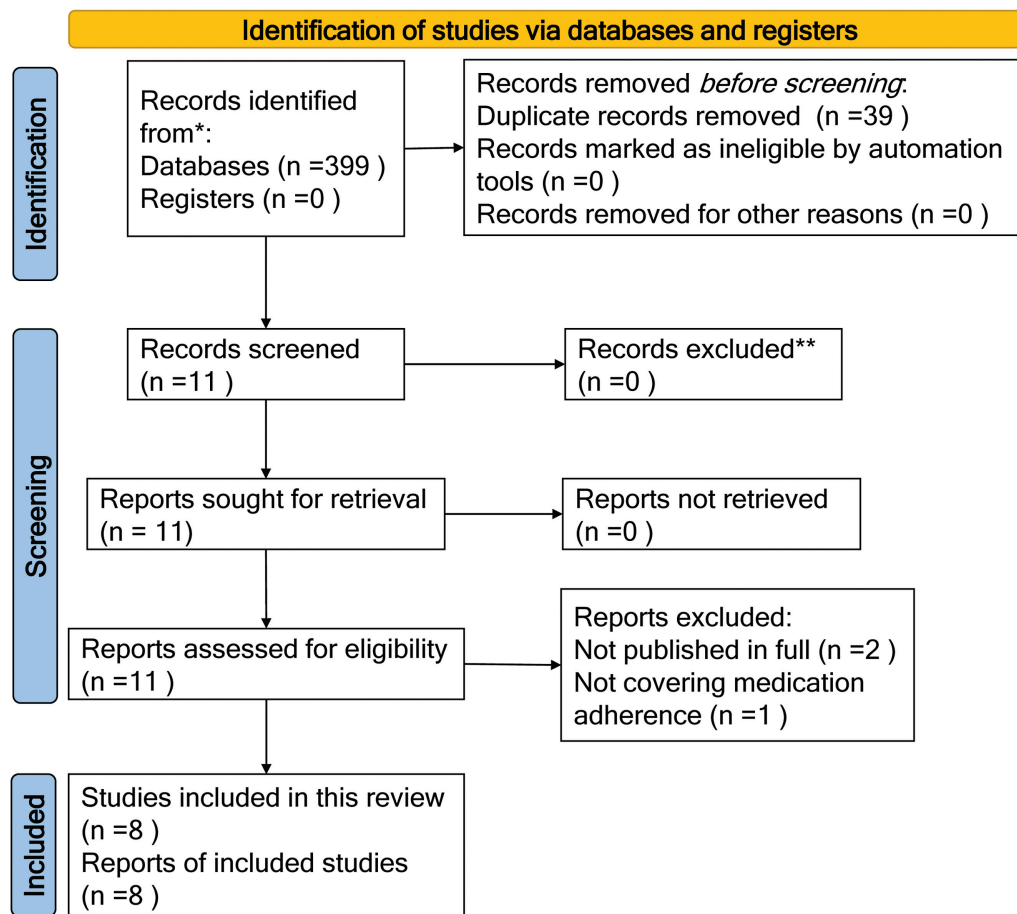 Identification of studies via databases and registers
Identification
Records identified
from*:
Databases (n =399 )
Registers (n =0 )
Records removed before screening:
Duplicate records removed  (n =39 )
Records marked as ineligible by automation
tools (n =0 )
Records removed for other reasons (n =0 )
Screening
Records screened
(n =11 )
Records excluded**
(n =0 )
Reports sought for retrieval
(n = 11)
Reports not retrieved
(n =0 )
Reports assessed for eligibility
(n =11 )
Reports excluded:
Not published in full (n =2 )
Not covering medication
adherence (n =1 )
Included
Studies included in this review
(n =8 )
Reports of included studies
(n =8 )